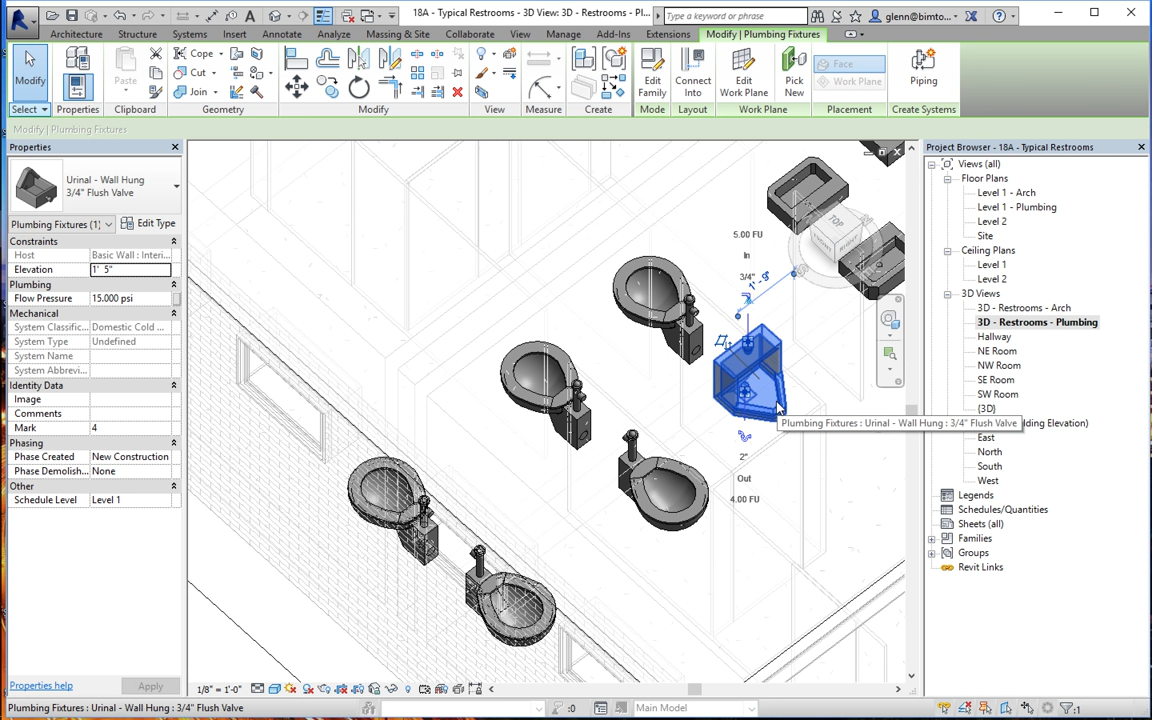 18A - Typical Restrooms - 3D View: 3D - Restrooms - Pl...
Type a keyword or phrase
glenn@bimto...
Architecture Structure Systems Insert Annotate Analyze Massing & Site Collaborate View Manage Add-Ins Extensions Modify | Plumbing Fixtures
Modify
Select
Properties
Paste
Clipboard
Cope
Cut
Join
Geometry
Modify
View
Measure
Create
Edit
Family
Mode
Connect
Into
Layout
Edit
Work Plane
Pick
New
Work Plane
Face
Work Plane
Placement
Piping
Create Systems
Modify | Plumbing Fixtures
Properties
Urinal - Wall Hung
3/4" Flush Valve
Plumbing Fixtures (1)
Edit Type
Constraints
Host Basic Wall : Interi...
Elevation 1' 5"
Plumbing
Flow Pressure 15.000 psi
Mechanical
System Classific... Domestic Cold ...
System Type Undefined
System Name
System Abbrevi...
Identity Data
Image
Comments
Mark 4
Phasing
Phase Created New Construction
Phase Demolish... None
Other
Schedule Level Level 1
Properties help
Apply
5.00 FU
In
3/4"
1' - 9"
TOP
FRONT
RIGHT
2"
Out
4.00 FU
Plumbing Fixtures : Urinal - Wall Hung : 3/4" Flush Valve
Project Browser - 18A - Typical Restrooms
Views (all)
Floor Plans
Level 1 - Arch
Level 1 - Plumbing
Level 2
Site
Ceiling Plans
Level 1
Level 2
3D Views
3D - Restrooms - Arch
3D - Restrooms - Plumbing
Hallway
NE Room
NW Room
SE Room
SW Room
{3D}
lding Elevation)
East
North
South
West
Legends
Schedules/Quantities
Sheets (all)
Families
Groups
Revit Links
1/8" = 1'-0"
Plumbing Fixtures : Urinal - Wall Hung : 3/4" Flush Valve
:0
Main Model
:1